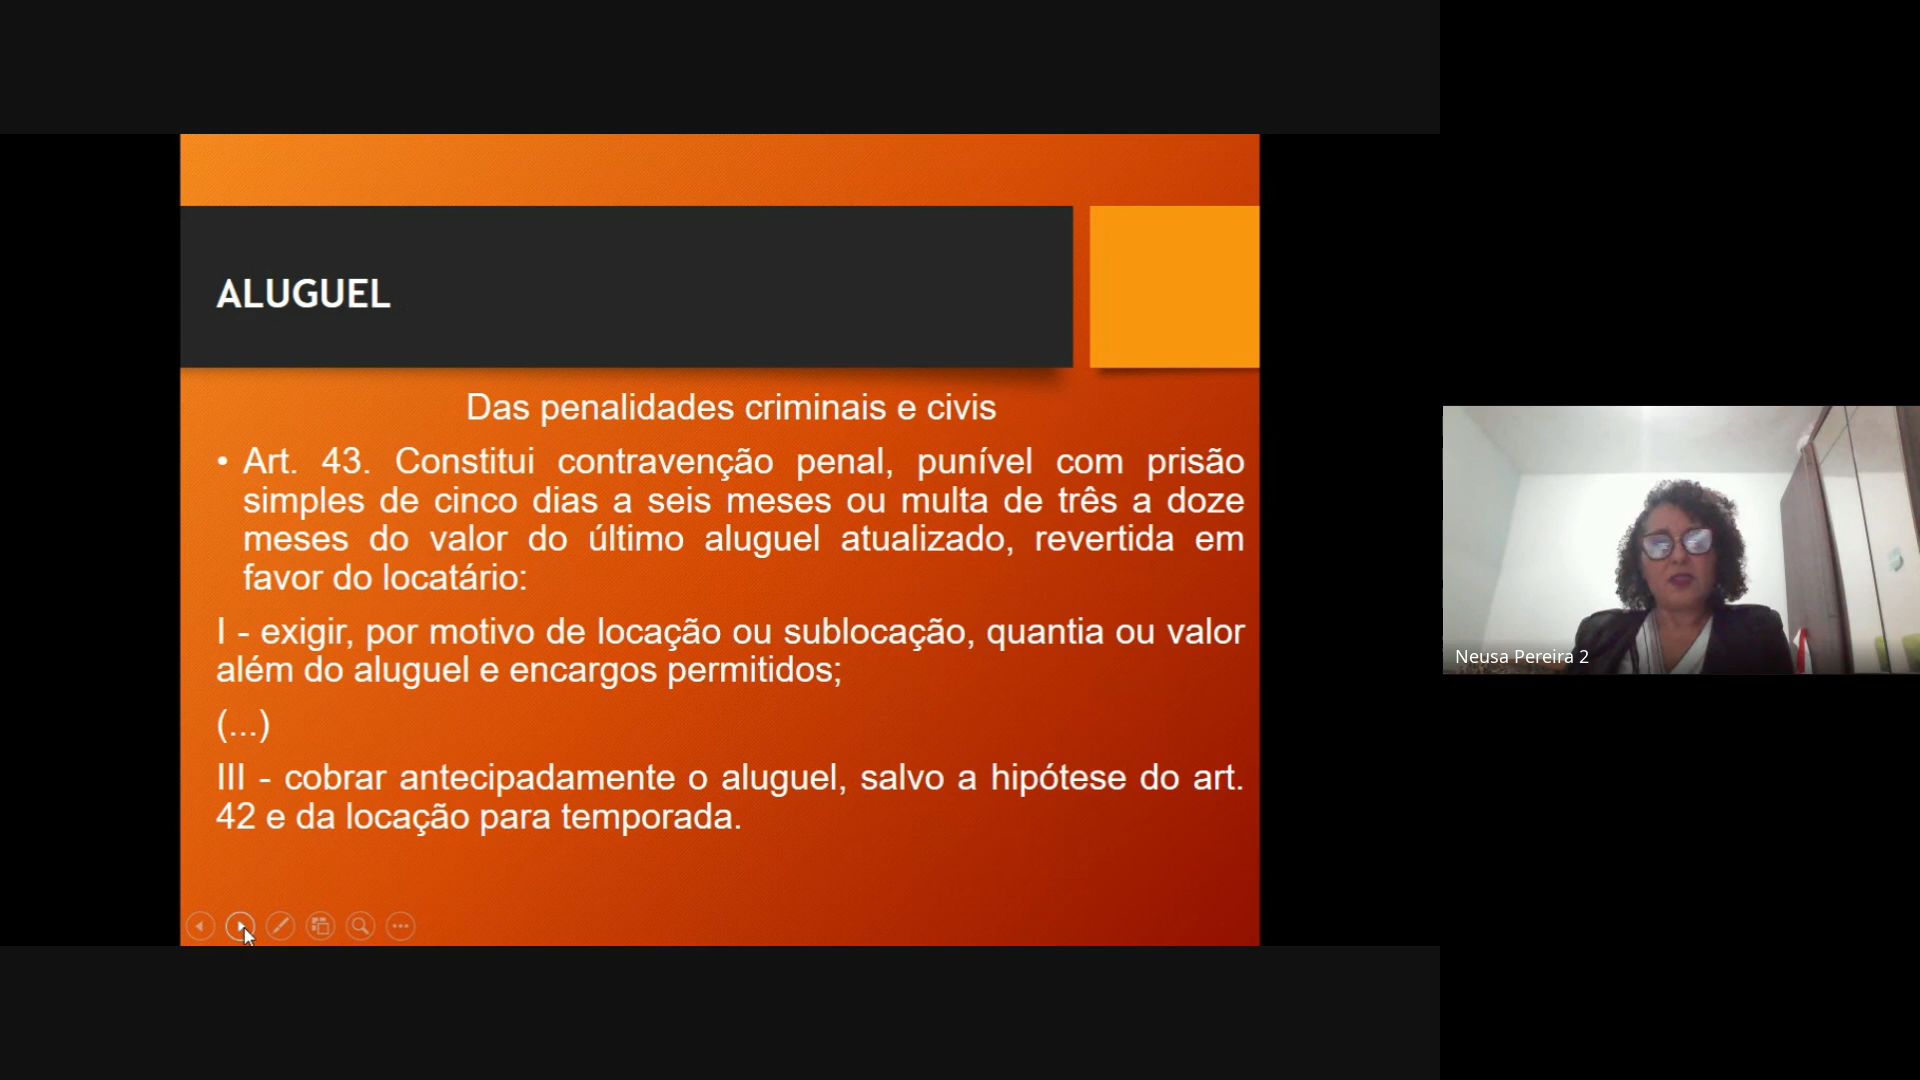 ALUGUEL
Das penalidades criminais e civis
• Art. 43. Constitui contravenção penal, punível com prisão
simples de cinco dias a seis meses ou multa de três a doze
meses do valor do último aluguel atualizado, revertida em
favor do locatário:
I - exigir, por motivo de locação ou sublocação, quantia ou valor
além do aluguel e encargos permitidos;
(...)
III - cobrar antecipadamente o aluguel, salvo a hipótese do art.
42 e da locação para temporada.
Neusa Pereira 2